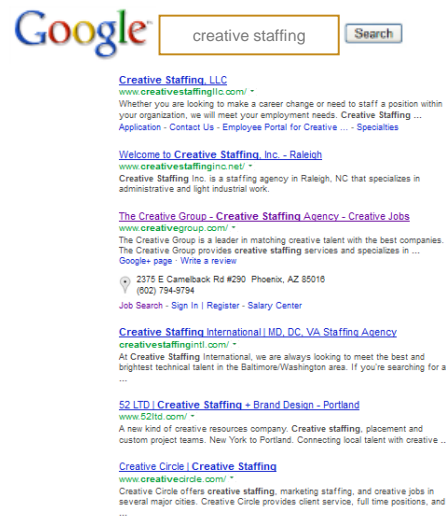 Google
creative staffing
Search
Creative Staffing, LLC
www.creativestaffingllc.com/
Whether you are looking to make a career change or need to staff a position within
your organization, we will meet your employment needs. Creative Staffing ...
Application - Contact Us - Employee Portal for Creative ... - Specialties
Welcome to Creative Staffing, Inc. - Raleigh
www.creativestaffinginc.net/
Creative Staffing Inc. is a staffing agency in Raleigh, NC that specializes in
administrative and light industrial work.
The Creative Group - Creative Staffing Agency - Creative Jobs
www.creativegroup.com/
The Creative Group is a leader in matching creative talent with the best companies.
The Creative Group provides creative staffing services and specializes in ...
Google+ page - Write a review
2375 E Camelback Rd #290 Phoenix, AZ 85016
(602) 794-9794
Job Search - Sign In | Register - Salary Center
Creative Staffing International | MD, DC, VA Staffing Agency
creativestaffingintl.com/
At Creative Staffing International, we are always looking to meet the best and
brightest technical talent in the Baltimore/Washington area. If you're searching for a
...
52 LTD | Creative Staffing + Brand Design - Portland
www.52ltd.com/
A new kind of creative resources company. Creative staffing, placement and
custom project teams. New York to Portland. Connecting local talent with creative ...
Creative Circle | Creative Staffing
www.creativecircle.com/
Creative Circle offers creative staffing, marketing staffing, and creative jobs in
several major cities. Creative Circle provides client service, full time positions, and
...